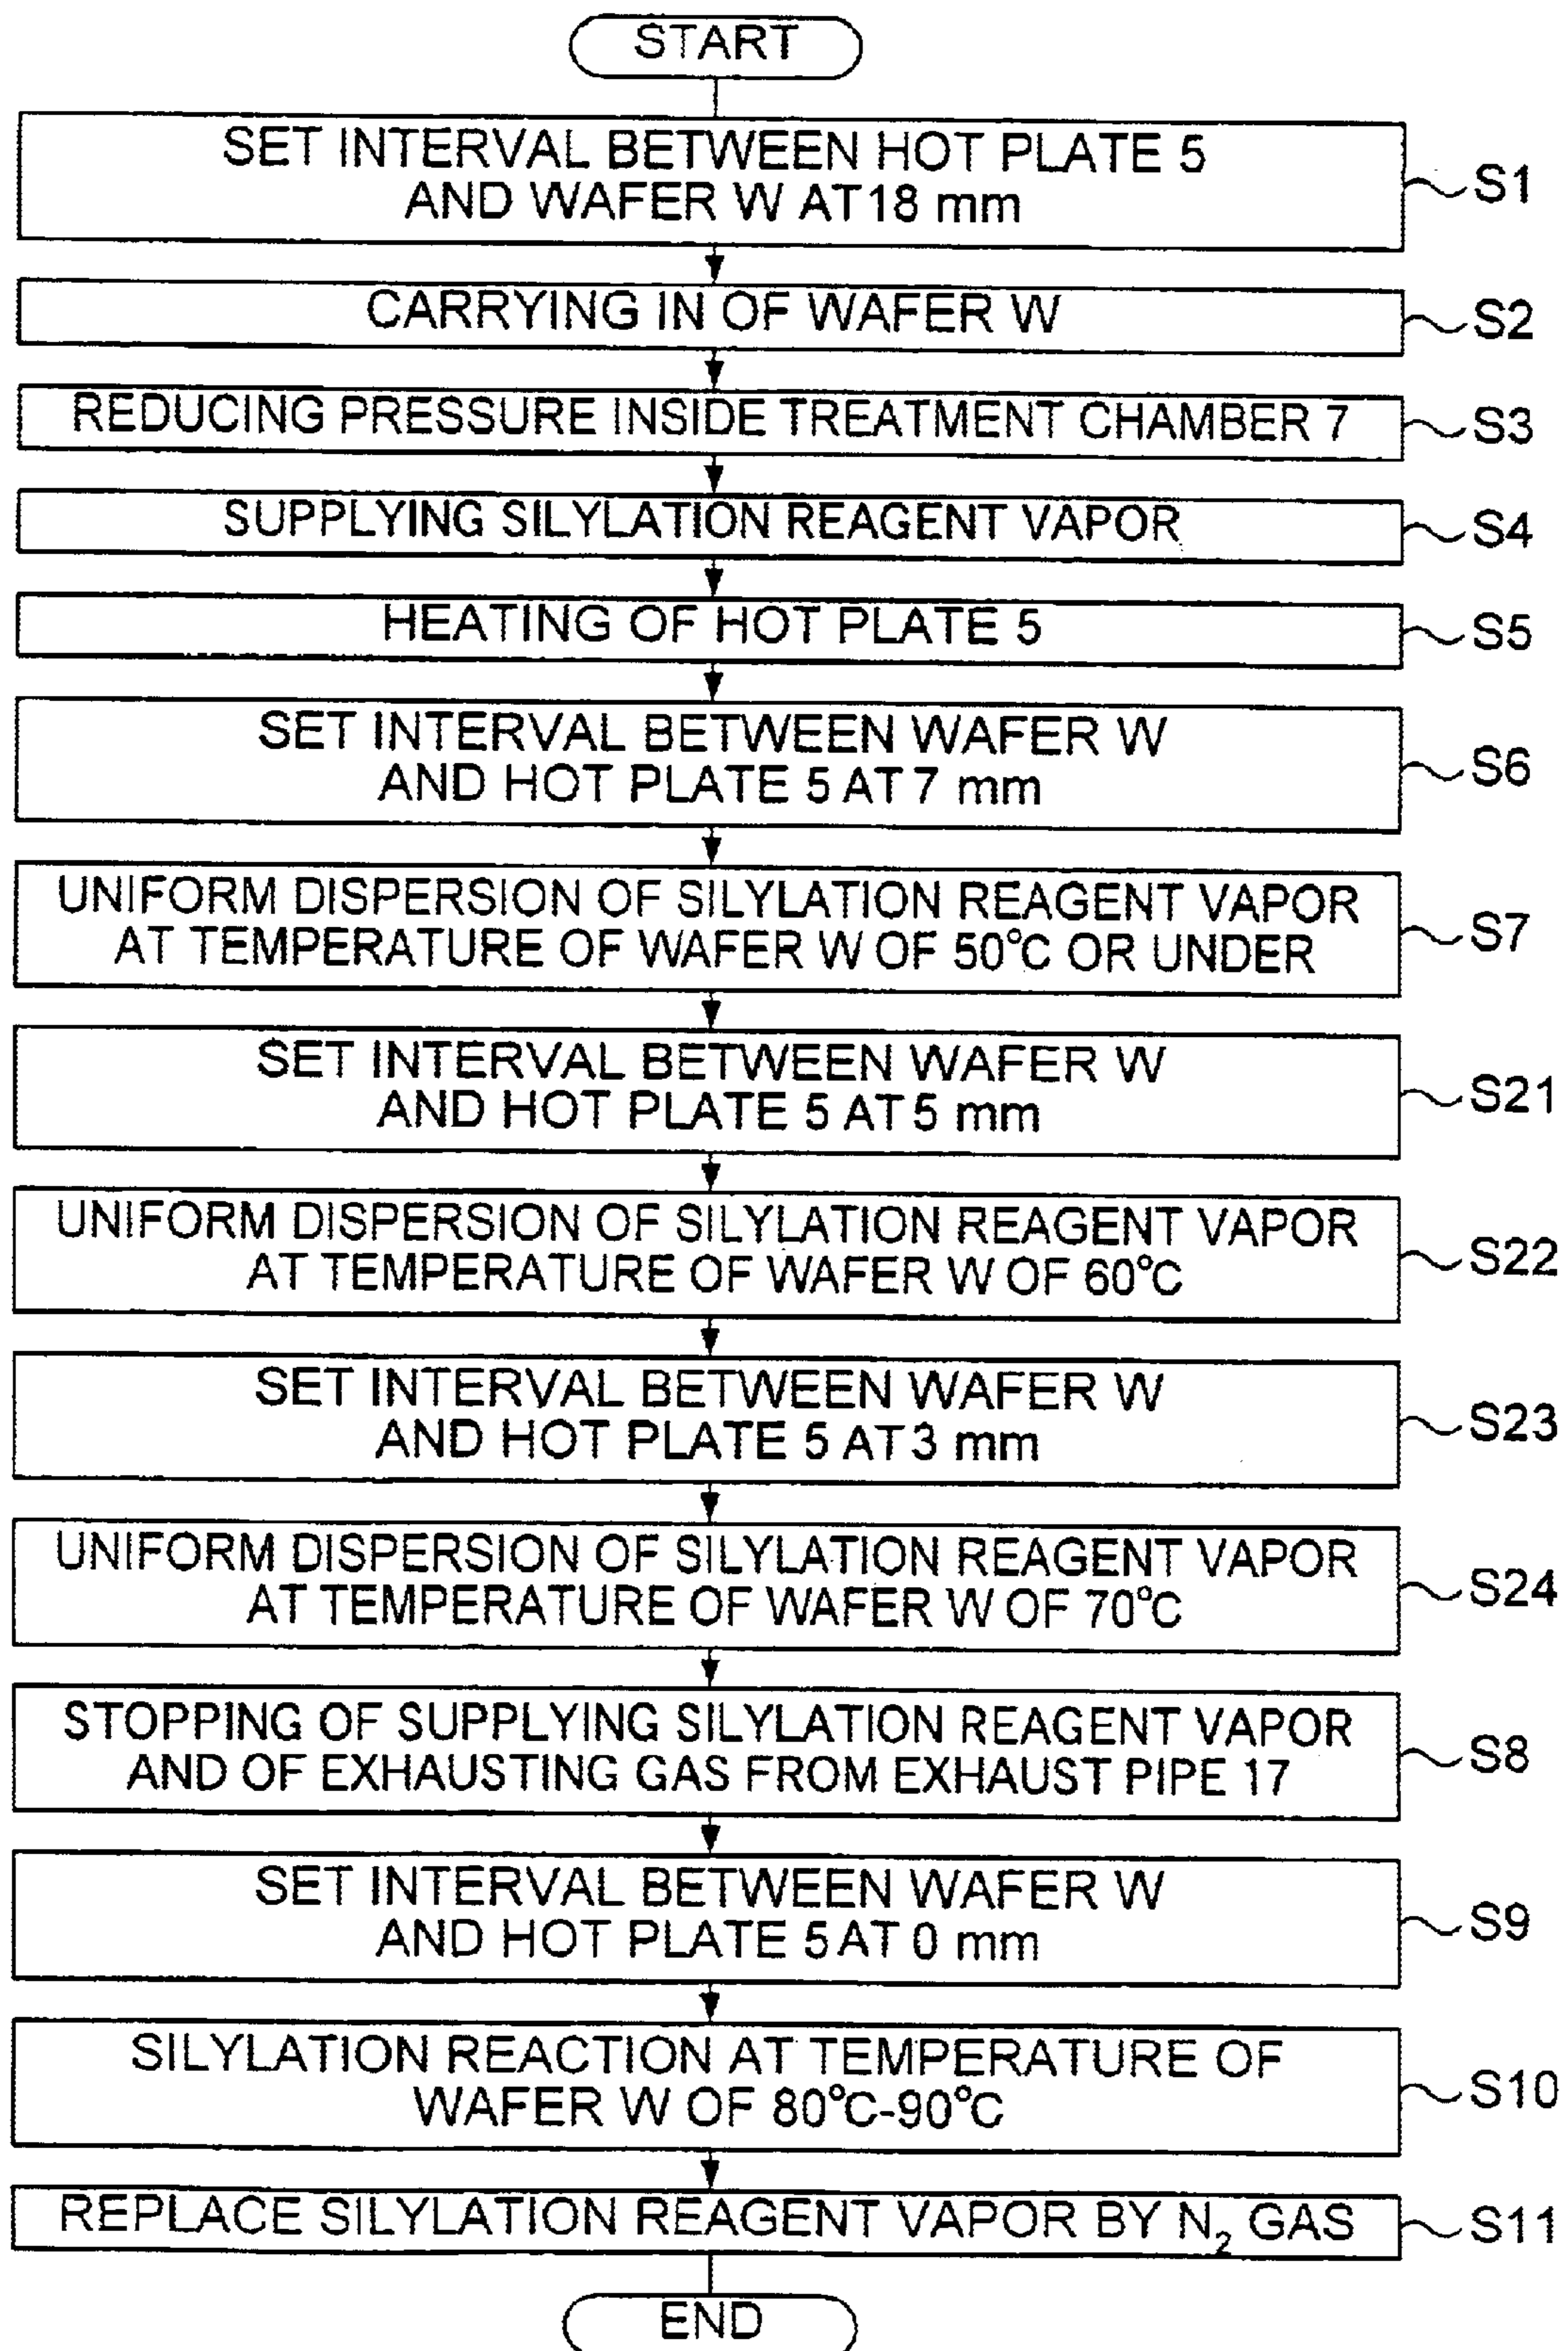 START
SET INTERVAL BETWEEN HOT PLATE 5
AND WAFER W AT 18 mm
S1
CARRYING IN OF WAFER W
S2
REDUCING PRESSURE INSIDE TREATMENT CHAMBER 7
S3
SUPPLYING SILYLATION REAGENT VAPOR
S4
HEATING OF HOT PLATE 5
S5
SET INTERVAL BETWEEN WAFER W
AND HOT PLATE 5 AT 7 mm
S6
UNIFORM DISPERSION OF SILYLATION REAGENT VAPOR
AT TEMPERATURE OF WAFER W OF 50°C OR UNDER
S7
SET INTERVAL BETWEEN WAFER W
AND HOT PLATE 5 AT 5 mm
S21
UNIFORM DISPERSION OF SILYLATION REAGENT VAPOR
AT TEMPERATURE OF WAFER W OF 60°C
S22
SET INTERVAL BETWEEN WAFER W
AND HOT PLATE 5 AT 3 mm
S23
UNIFORM DISPERSION OF SILYLATION REAGENT VAPOR
AT TEMPERATURE OF WAFER W OF 70°C
S24
STOPPING OF SUPPLYING SILYLATION REAGENT VAPOR
AND OF EXHAUSTING GAS FROM EXHAUST PIPE 17
S8
SET INTERVAL BETWEEN WAFER W
AND HOT PLATE 5 AT 0 mm
S9
SILYLATION REACTION AT TEMPERATURE OF
WAFER W OF 80°C-90°C
S10
REPLACE SILYLATION REAGENT VAPOR BY N₂ GAS
S11
END